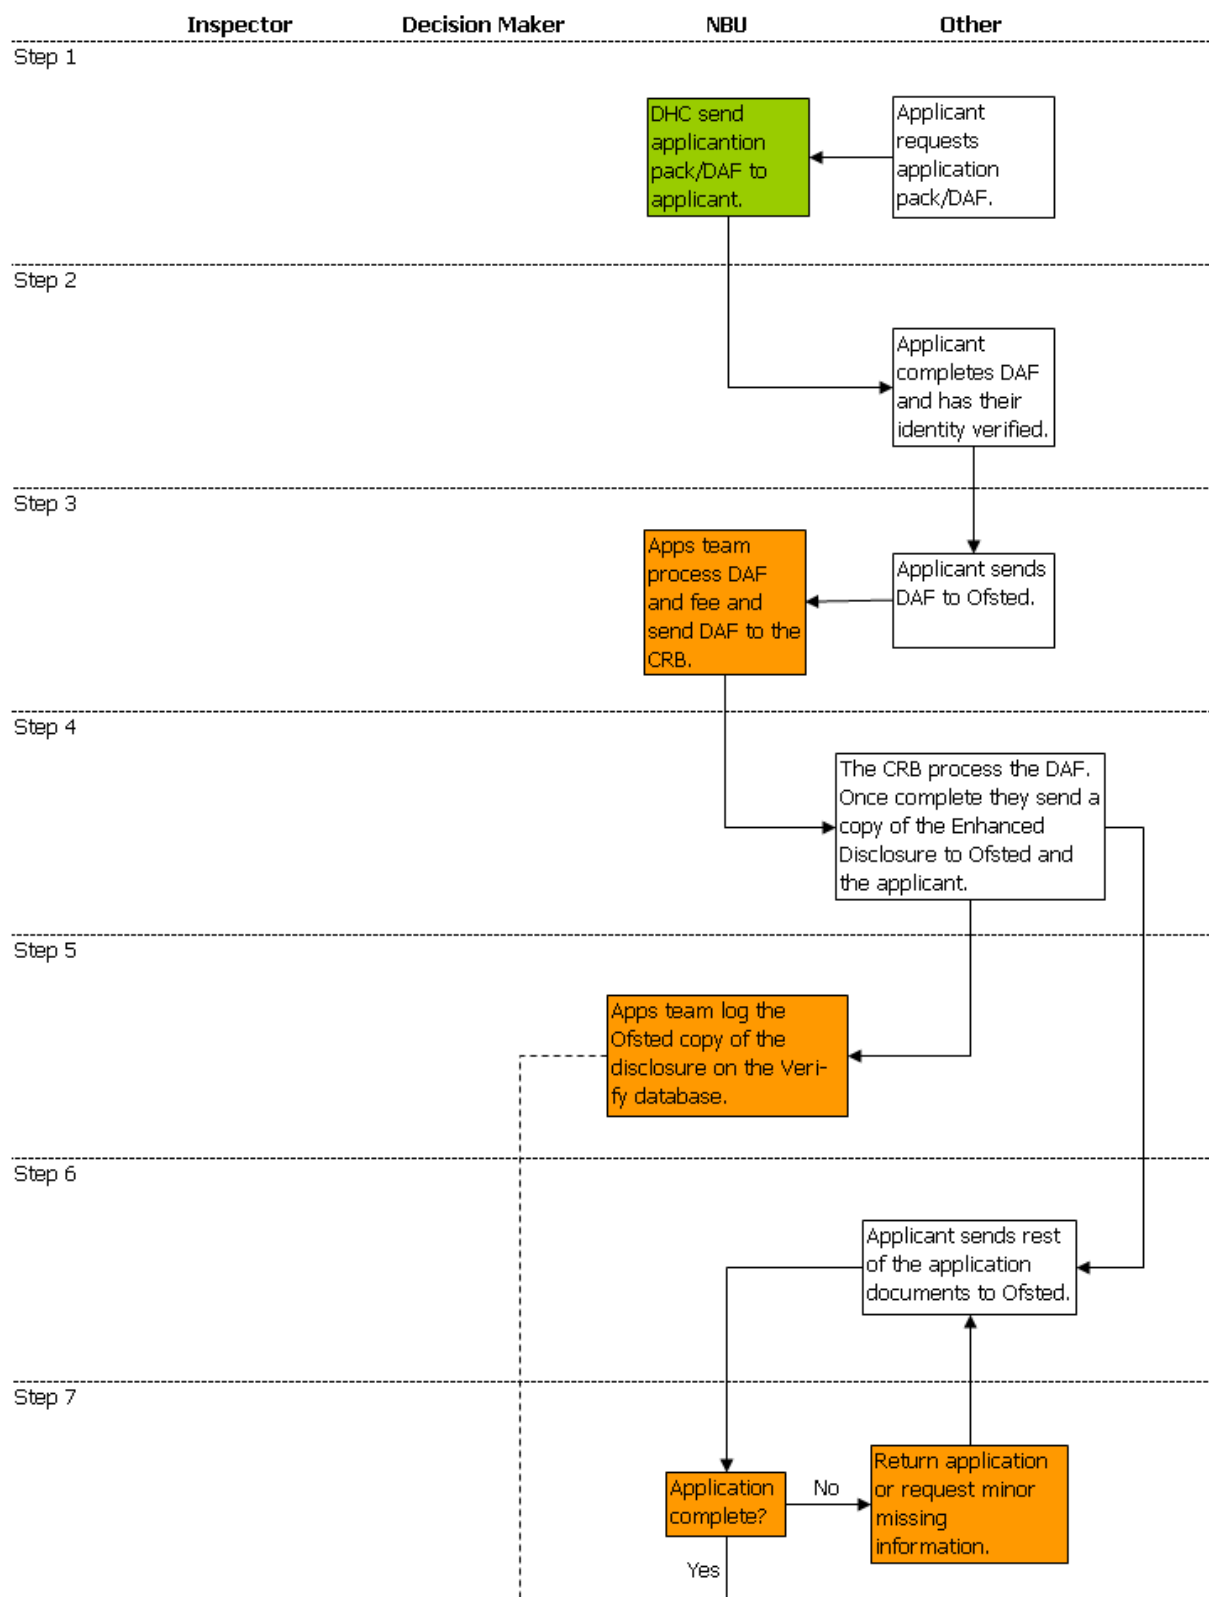 Inspector Decision Maker NBU Other
Step 1
DHC send
applicantion
pack/DAF to
applicant.
Applicant
requests
application
pack/DAF.
Step 2
Applicant
completes DAF
and has their
identity verified.
Step 3
Apps team
process DAF
and fee and
send DAF to the
CRB.
Applicant sends
DAF to Ofsted.
Step 4
The CRB process the DAF.
Once complete they send a
copy of the Enhanced
Disclosure to Ofsted and
the applicant.
Step 5
Apps team log the
Ofsted copy of the
disclosure on the Veri-
fy database.
Step 6
Applicant sends rest
of the application
documents to Ofsted.
Step 7
Application
complete?
No
Return application
or request minor
missing
information.
Yes